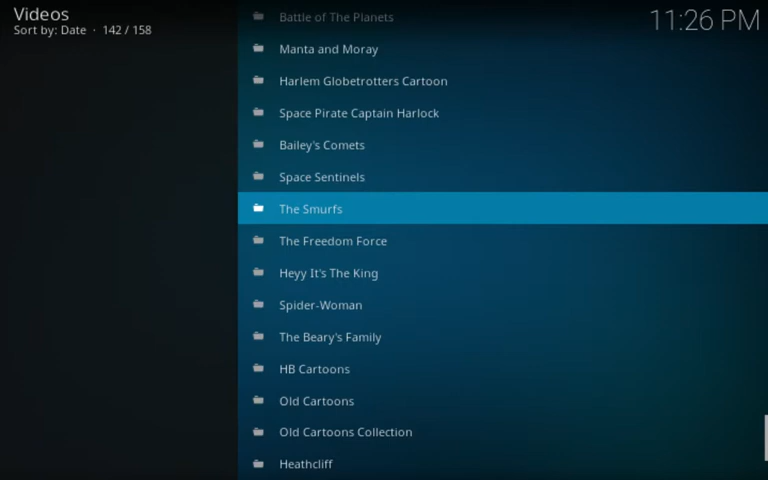 Videos
Sort by: Date · 142 / 158
11:26 PM
Battle of The Planets
Manta and Moray
Harlem Globetrotters Cartoon
Space Pirate Captain Harlock
Bailey's Comets
Space Sentinels
The Smurfs
The Freedom Force
Heyy It's The King
Spider-Woman
The Beary's Family
HB Cartoons
Old Cartoons
Old Cartoons Collection
Heathcliff